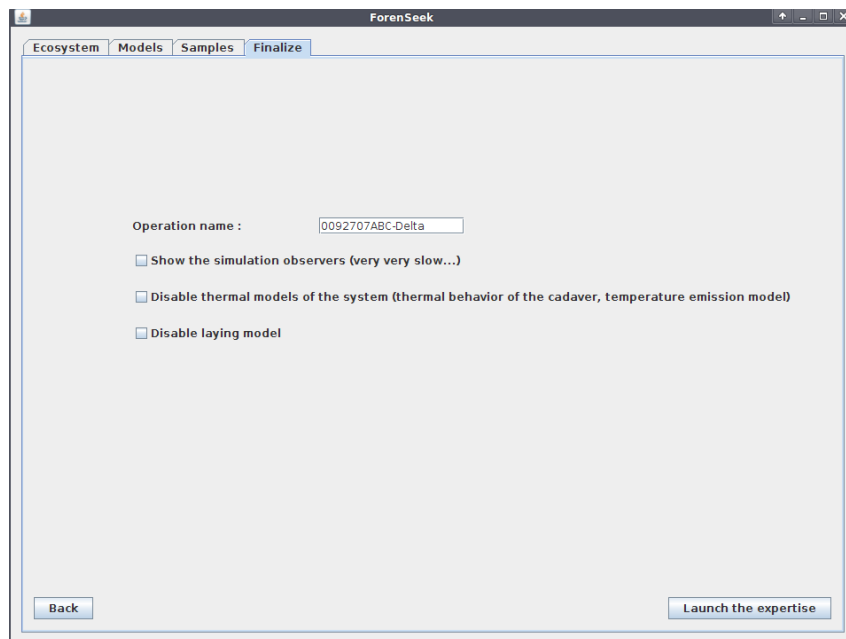 ForenSeek
Ecosystem Models Samples Finalize
Operation name : 0092707ABC-Delta
Show the simulation observers (very very slow...)
Disable thermal models of the system (thermal behavior of the cadaver, temperature emission model)
Disable laying model
Back Launch the expertise